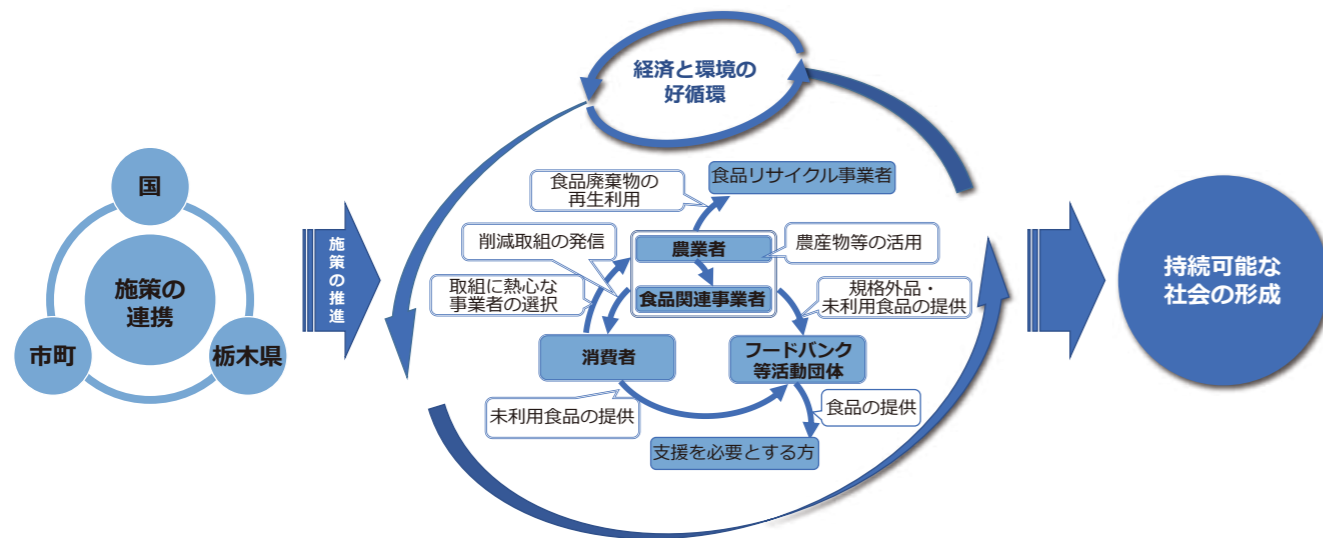 国
施策の
連携
市町
栃木県
施策の推進
経済と環境の
好循環
食品リサイクル事業者
食品廃棄物の
再生利用
削減取組の発信
農業者
農産物等の活用
取組に熱心な
事業者の選択
食品関連事業者
規格外品・
未利用食品の提供
消費者
フードバンク
等活動団体
未利用食品の提供
食品の提供
支援を必要とする方
持続可能な
社会の形成